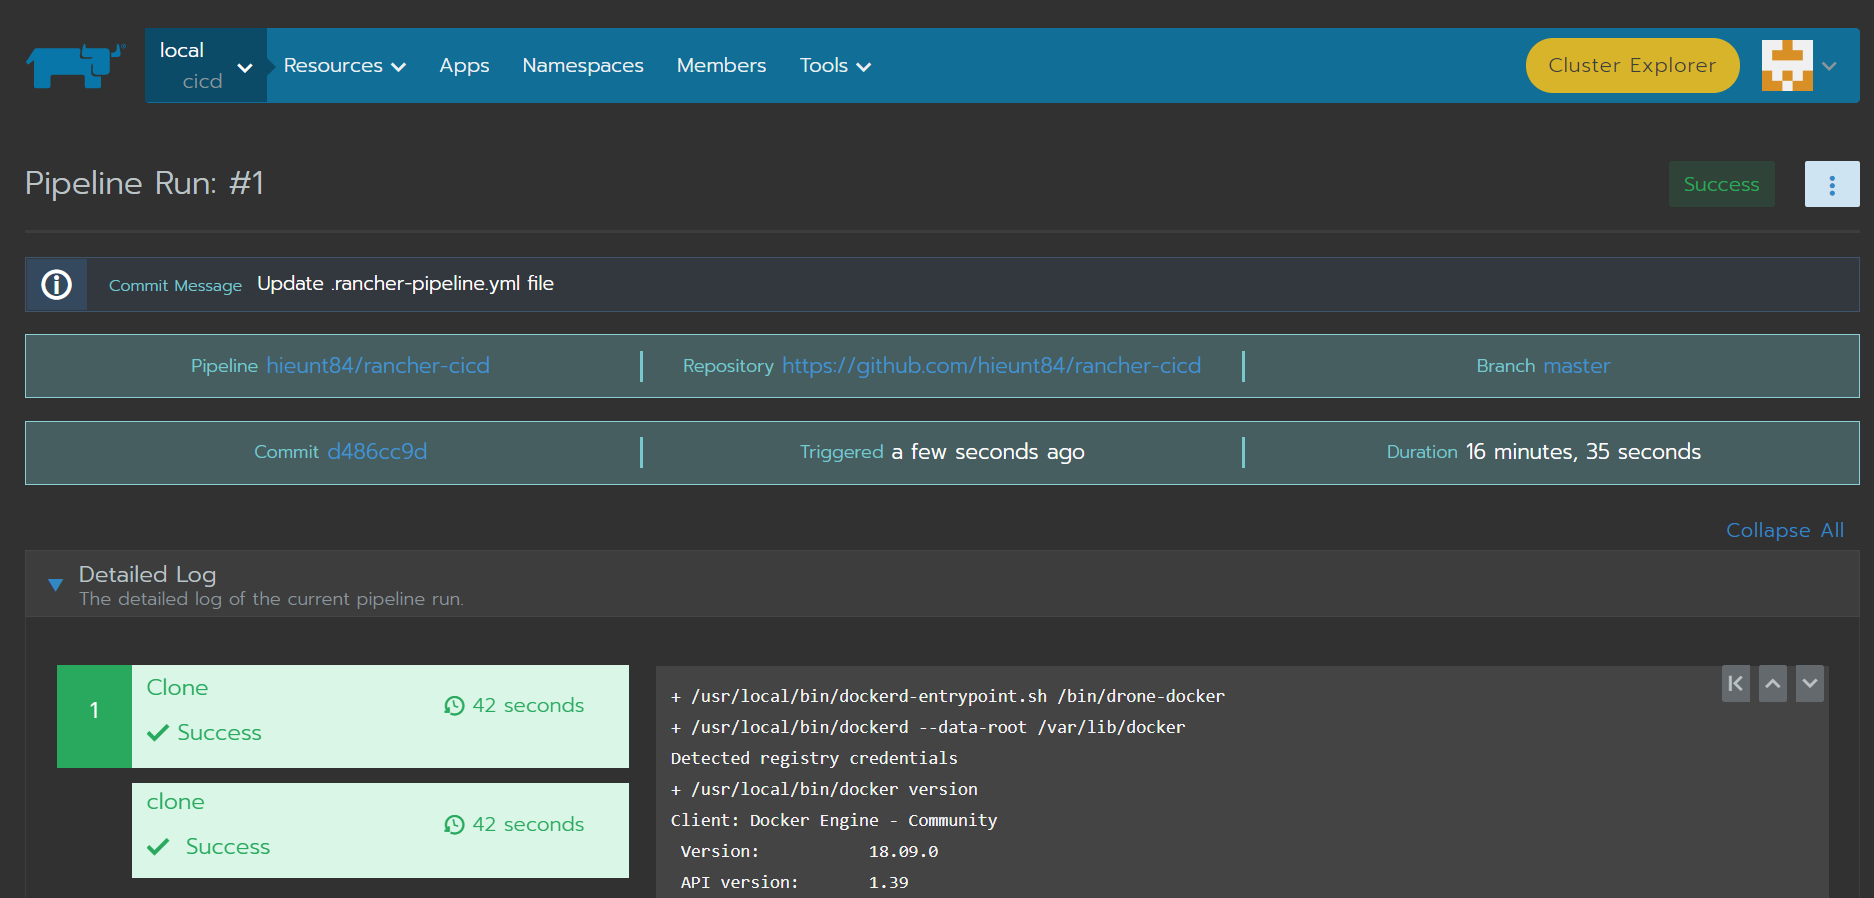 local
cicd
Resources Apps Namespaces Members Tools
Cluster Explorer
Pipeline Run: #1
Success
Commit Message Update .rancher-pipeline.yml file
Pipeline hieunt84/rancher-cicd Repository https://github.com/hieunt84/rancher-cicd Branch master
Commit d486cc9d Triggered a few seconds ago Duration 16 minutes, 35 seconds
Collapse All
Detailed Log
The detailed log of the current pipeline run.
1
Clone
42 seconds
Success
clone
42 seconds
Success
+ /usr/local/bin/dockerd-entrypoint.sh /bin/drone-docker
+ /usr/local/bin/dockerd --data-root /var/lib/docker
Detected registry credentials
+ /usr/local/bin/docker version
Client: Docker Engine - Community
Version: 18.09.0
API version: 1.39